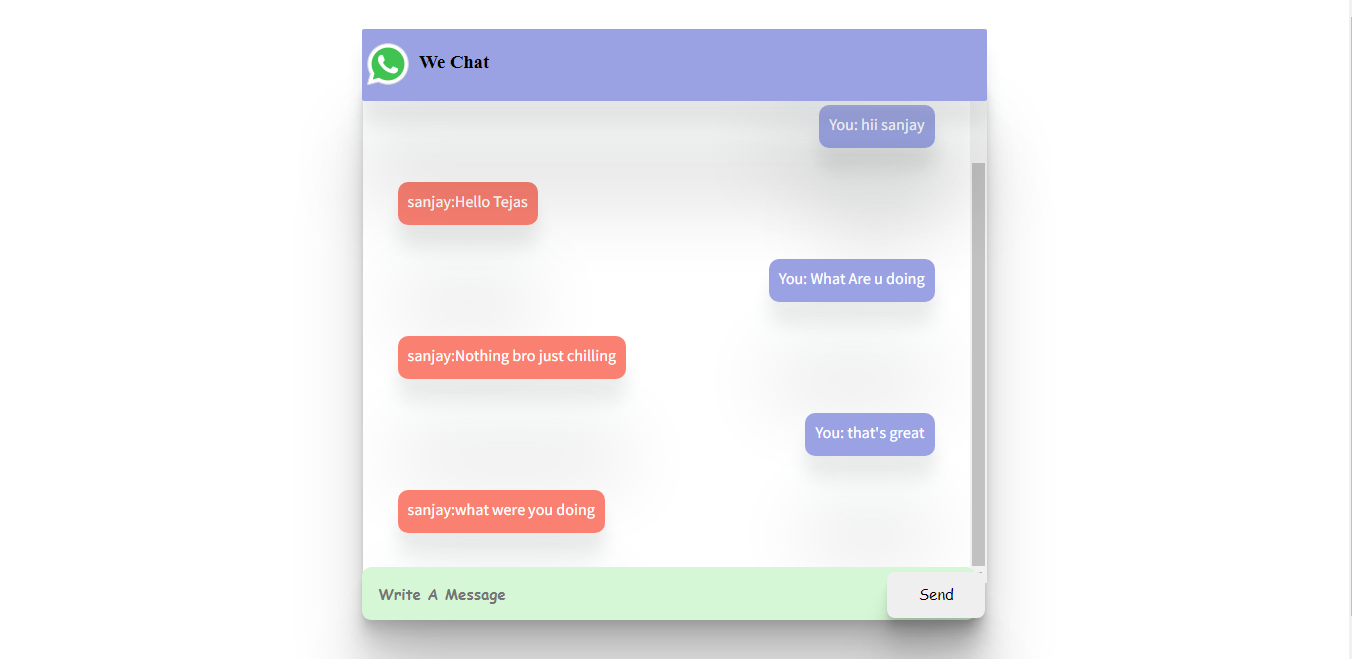 We Chat
You: hii sanjay
sanjay:Hello Tejas
You: What Are u doing
sanjay:Nothing bro just chilling
You: that's great
sanjay:what were you doing
Write A Message
Send